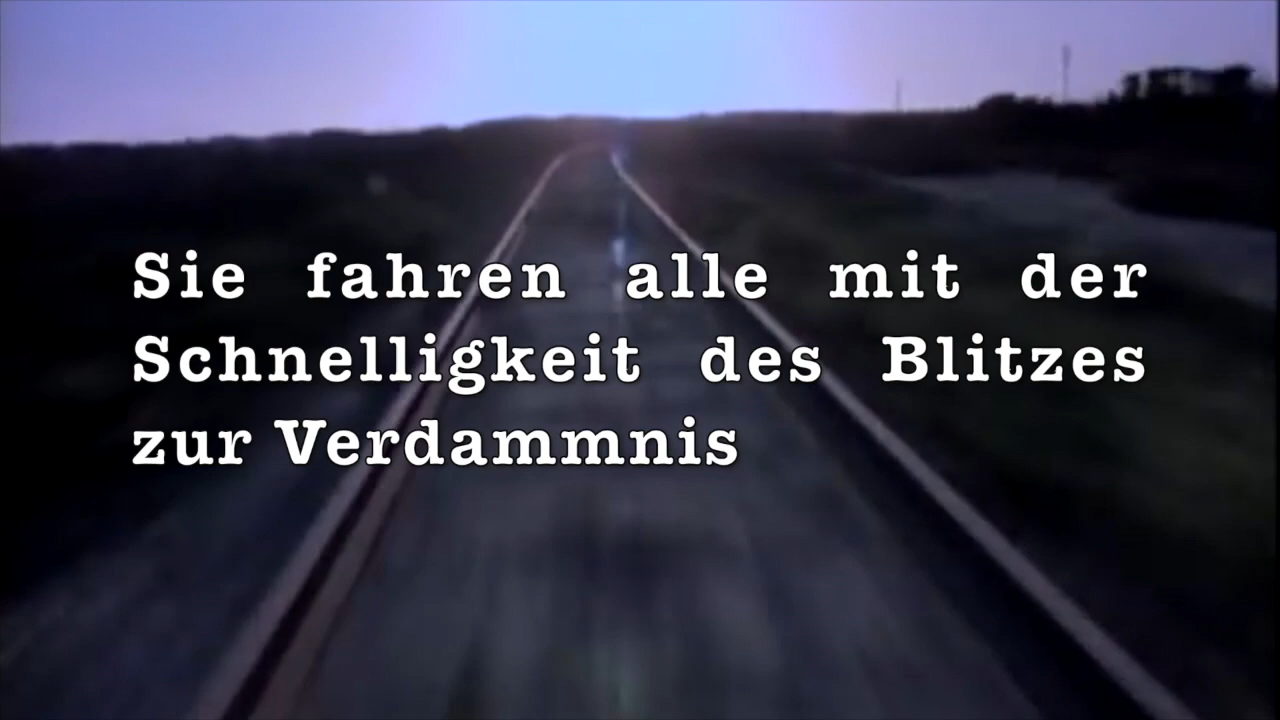 Sie fahren alle mit der
Schnelligkeit des Blitzes
zur Verdammnis